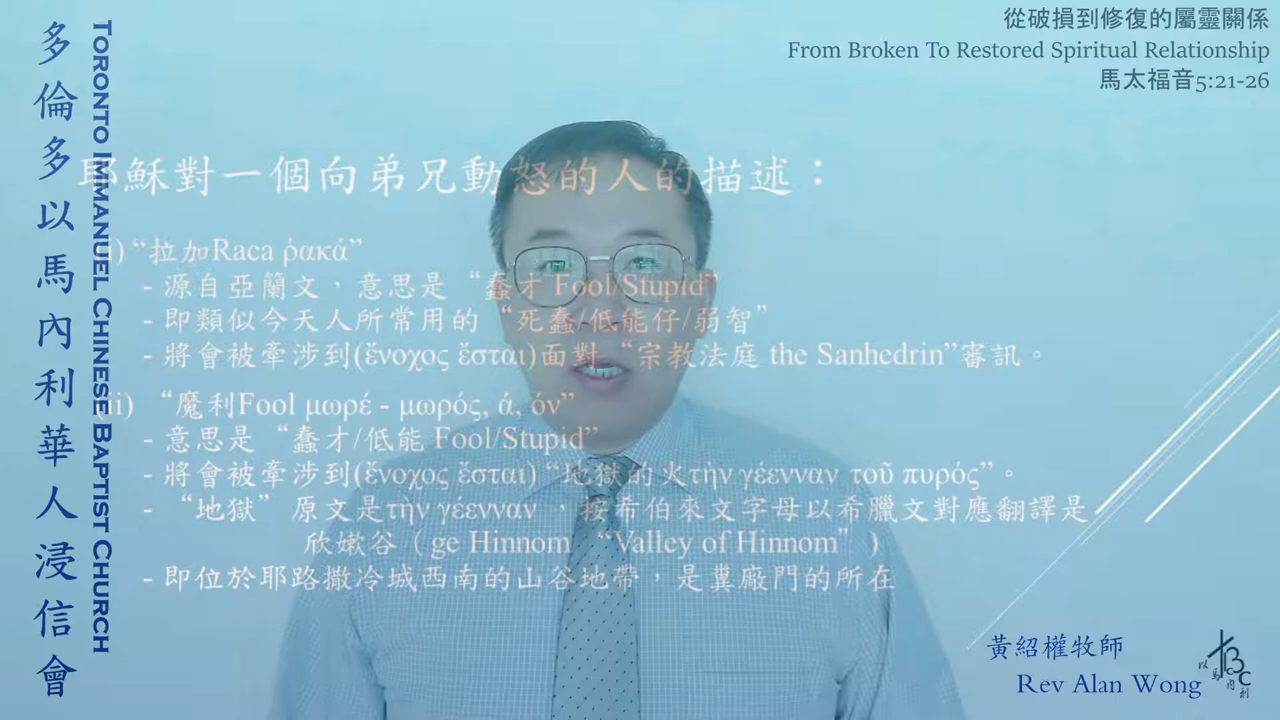 多倫多以馬內利華人浸信會
TORONTO IMMANUEL CHINESE BAPTIST CHURCH
從破損到修復的屬靈關係
From Broken To Restored Spiritual Relationship
馬太福音5:21-26
耶穌對一個向弟兄動怒的人的描述：
i) “拉加Raca ῥακά”
- 源自亞蘭文，意思是“蠢才 Fool/Stupid”
- 即類似今天人所常用的“死蠢/低能仔/弱智”
- 將會被牽涉到(ἔνοχος ἔσται)面對“宗教法庭 the Sanhedrin”審訊。
ii) “魔利Fool μωρέ - μωρός, ά, όν”
- 意思是“蠢才/低能 Fool/Stupid”
- 將會被牽涉到(ἔνοχος ἔσται)“地獄的火τὴν γέενναν τοῦ πυρός”。
- “地獄”原文是τὴν γέενναν，按希伯來文字母以希臘文對應翻譯是
欣嫰谷（ge Hinnom “Valley of Hinnom”)
- 即位於耶路撒冷城西南的山谷地帶，是糞廠門的所在
黃紹權牧師
Rev Alan Wong
以馬內利
TiBCC